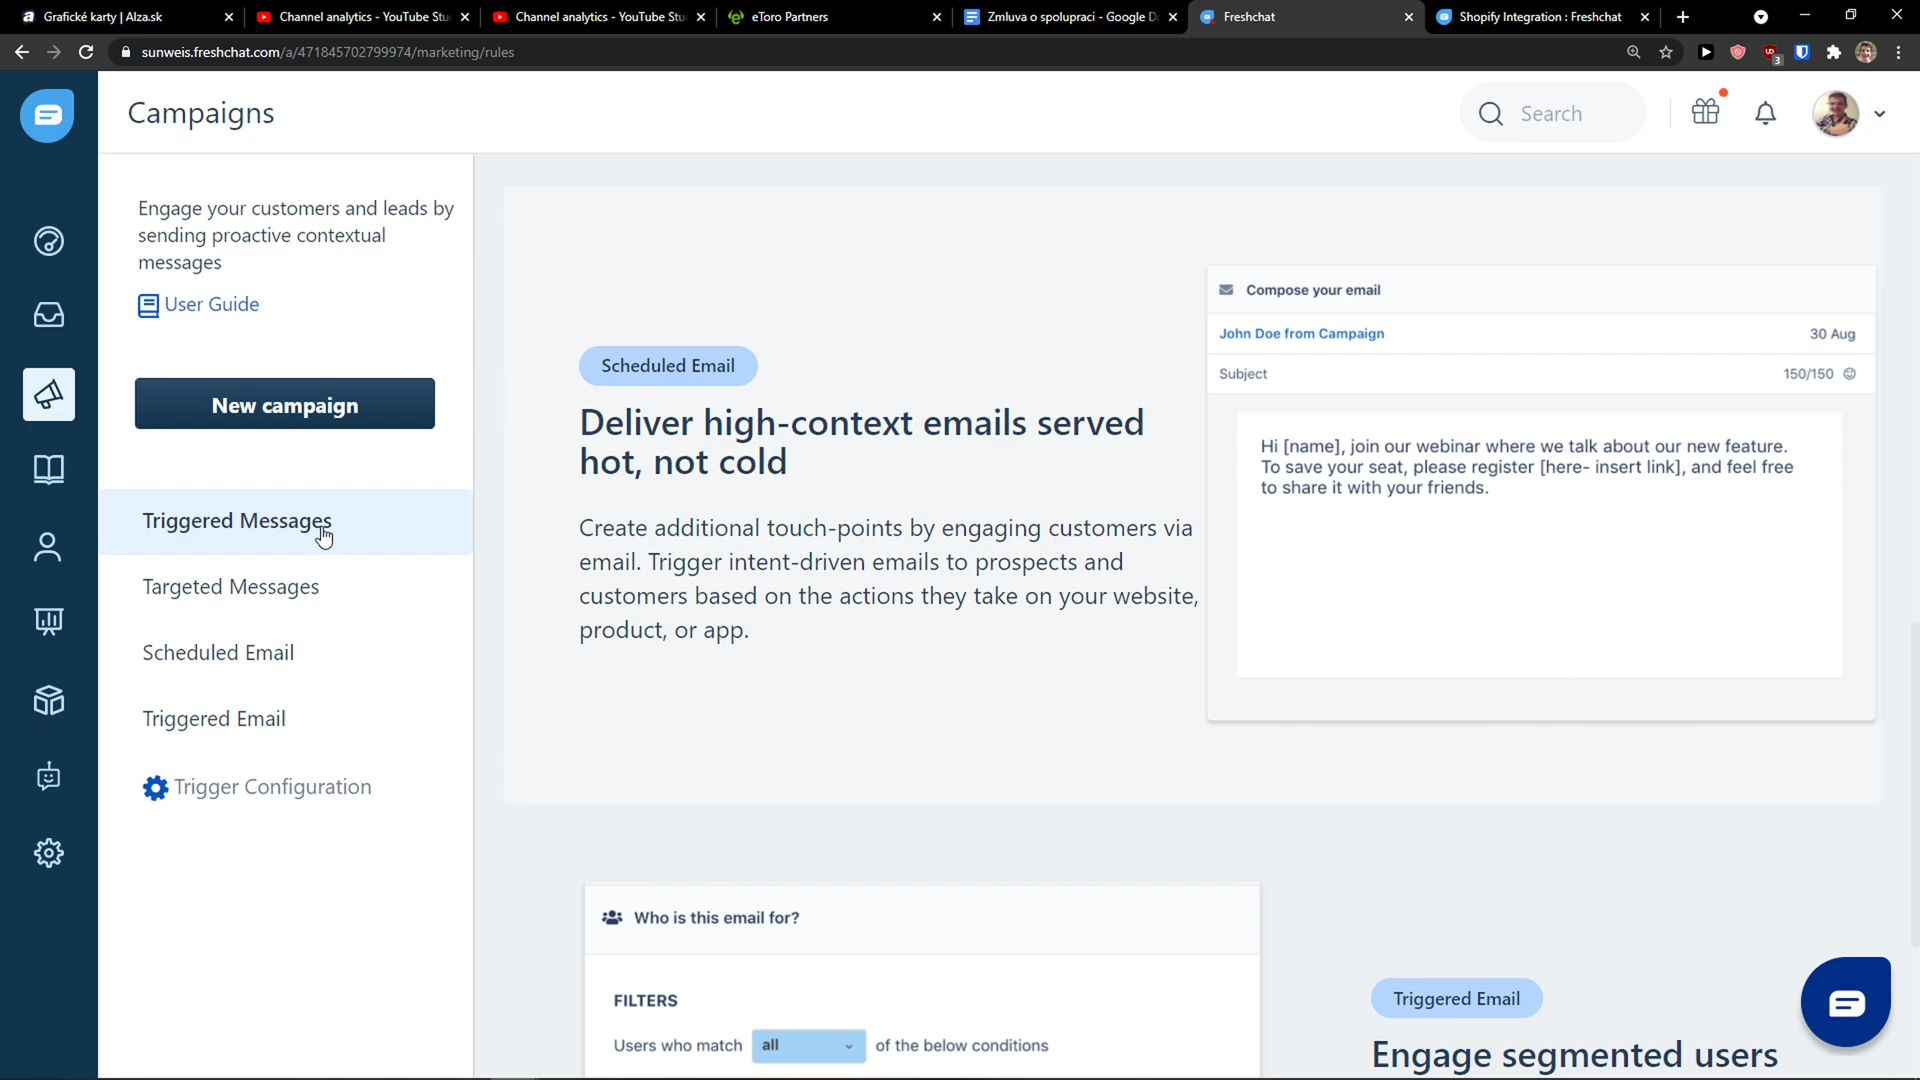 Grafické karty | Alza.sk
Channel analytics - YouTube Stu
Channel analytics - YouTube Stu
eToro Partners
Zmluva o spolupraci - Google D
Freshchat
Shopify Integration : Freshchat
sunweis.freshchat.com/a/471845702799974/marketing/rules
3
Campaigns
Search
Engage your customers and leads by
sending proactive contextual
messages
User Guide
New campaign
Triggered Messages
Targeted Messages
Scheduled Email
Triggered Email
Trigger Configuration
Scheduled Email
Deliver high-context emails served
hot, not cold
Create additional touch-points by engaging customers via
email. Trigger intent-driven emails to prospects and
customers based on the actions they take on your website,
product, or app.
Compose your email
John Doe from Campaign
30 Aug
Subject
150/150
Hi [name], join our webinar where we talk about our new feature.
To save your seat, please register [here- insert link], and feel free
to share it with your friends.
Who is this email for?
FILTERS
Users who match all of the below conditions
Triggered Email
Engage segmented users